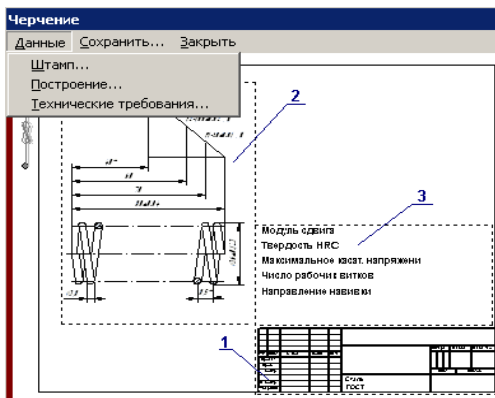 Черчение
Данные Сохранить... Закрыть
Штамп...
Построение...
Технические требования...
2
3
Модуль сдвига
Твердость HRC
Максимальное касат. напряжени
Число рабочих витков
Направление навивки
1
Сталь
ГОСТ